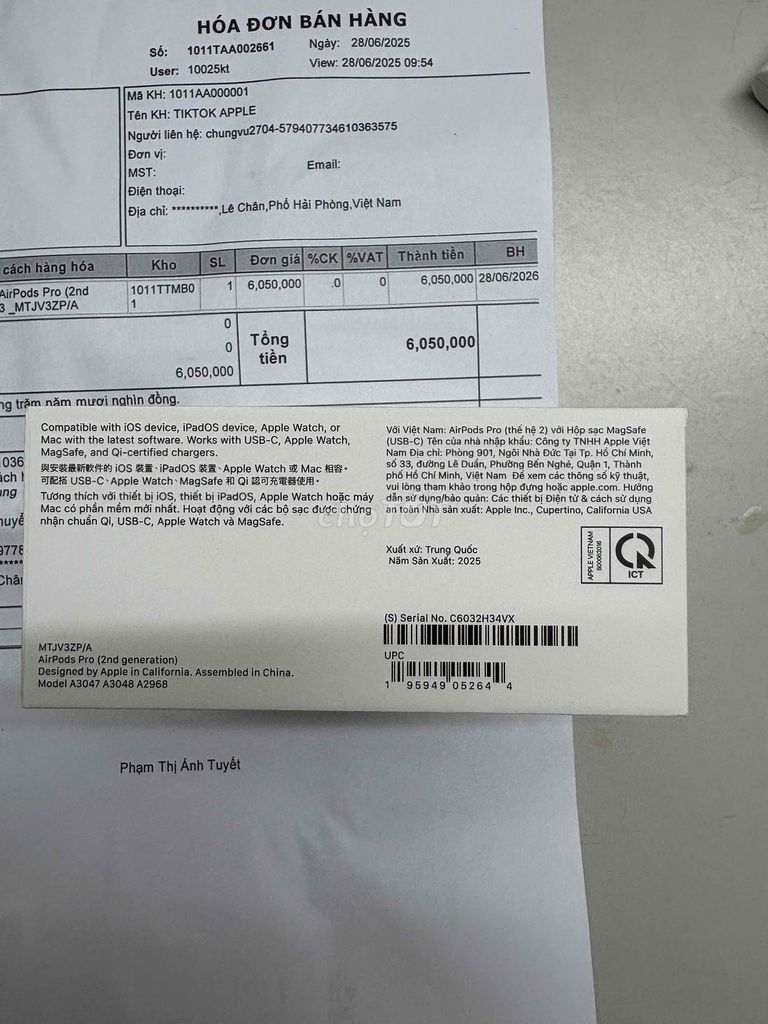 HÓA ĐƠN BÁN HÀNG
Số: 1011TAA002661 Ngày: 28/06/2025
User: 10025kt View: 28/06/2025 09:54
Mã KH: 1011AA000001
Tên KH: TIKTOK APPLE
Người liên hệ: chungvu2704-579407734610363575
Đơn vị:
MST: Email:
Điện thoại:
Địa chỉ: **********,Lê Chân,Phố Hải Phòng,Việt Nam
cách hàng hóa Kho SL Đơn giá %CK %VAT Thành tiền BH
AirPods Pro (2nd 1011TTMB0 1 6,050,000 .0 0 6,050,000 28/06/2026
3 _MTJV3ZP/A 1
0
0
6,050,000
Tổng tiền 6,050,000
trăm năm mươi nghìn đồng.
Compatible with iOS device, iPadOS device, Apple Watch, or
Mac with the latest software. Works with USB-C, Apple Watch,
MagSafe, and Qi-certified chargers.
與安裝最新軟件的 iOS 裝置、iPadOS 裝置、Apple Watch 或 Mac 相容。
可配搭 USB-C、Apple Watch、MagSafe 和 Qi 認可充電器使用。
Tương thích với thiết bị iOS, thiết bị iPadOS, Apple Watch hoặc máy
Mac có phần mềm mới nhất. Hoạt động với các bộ sạc được chứng
nhận chuẩn Qi, USB-C, Apple Watch và MagSafe.
Với Việt Nam: AirPods Pro (thế hệ 2) với Hộp sạc MagSafe
(USB-C) Tên của nhà nhập khẩu: Công ty TNHH Apple Việt
Nam Địa chỉ: Phòng 901, Ngôi Nhà Đức Tại Tp. Hồ Chí Minh,
số 33, đường Lê Duẩn, Phường Bến Nghé, Quận 1, Thành
phố Hồ Chí Minh, Việt Nam Để xem các thông số kỹ thuật,
vui lòng tham khảo trong hộp đựng hoặc apple.com. Hướng
dẫn sử dụng/bảo quản: Các thiết bị Điện tử & cách sử dụng
an toàn Nhà sản xuất: Apple Inc., Cupertino, California USA
chợTỐT
Xuất xứ: Trung Quốc
Năm Sản Xuất: 2025
APPLE VIETNAM
B00062016
ICT
(S) Serial No. C6032H34VX
UPC
1 95949 05264 4
MTJV3ZP/A
AirPods Pro (2nd generation)
Designed by Apple in California. Assembled in China.
Model A3047 A3048 A2968
Phạm Thị Ánh Tuyết